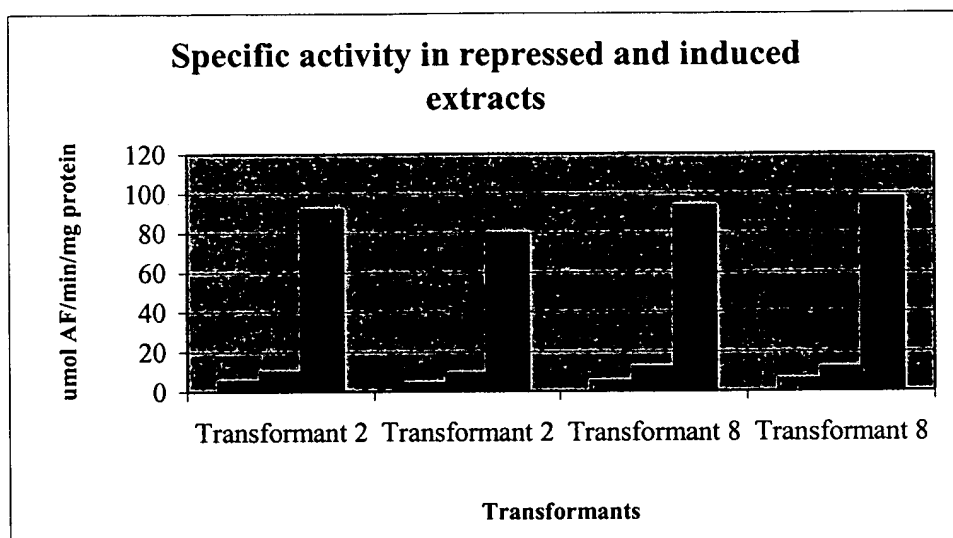 Specific activity in repressed and induced
extracts
umol AF/min/mg protein
120
100
80
60
40
20
0
Transformant 2 Transformant 2 Transformant 8 Transformant 8
Transformants